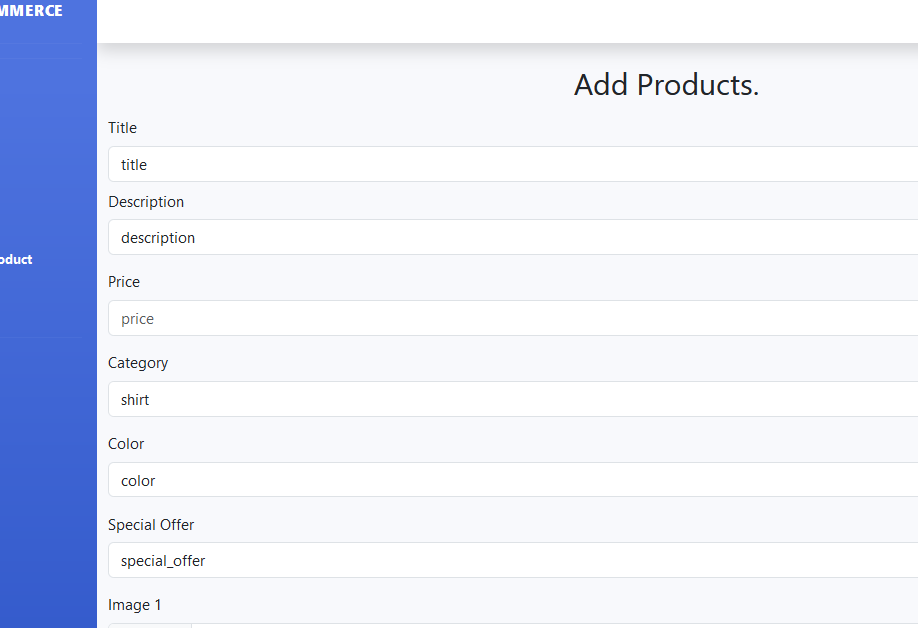 MMERCE
Add Products.
Title
title
Description
description
oduct
Price
price
Category
shirt
Color
color
Special Offer
special_offer
Image 1